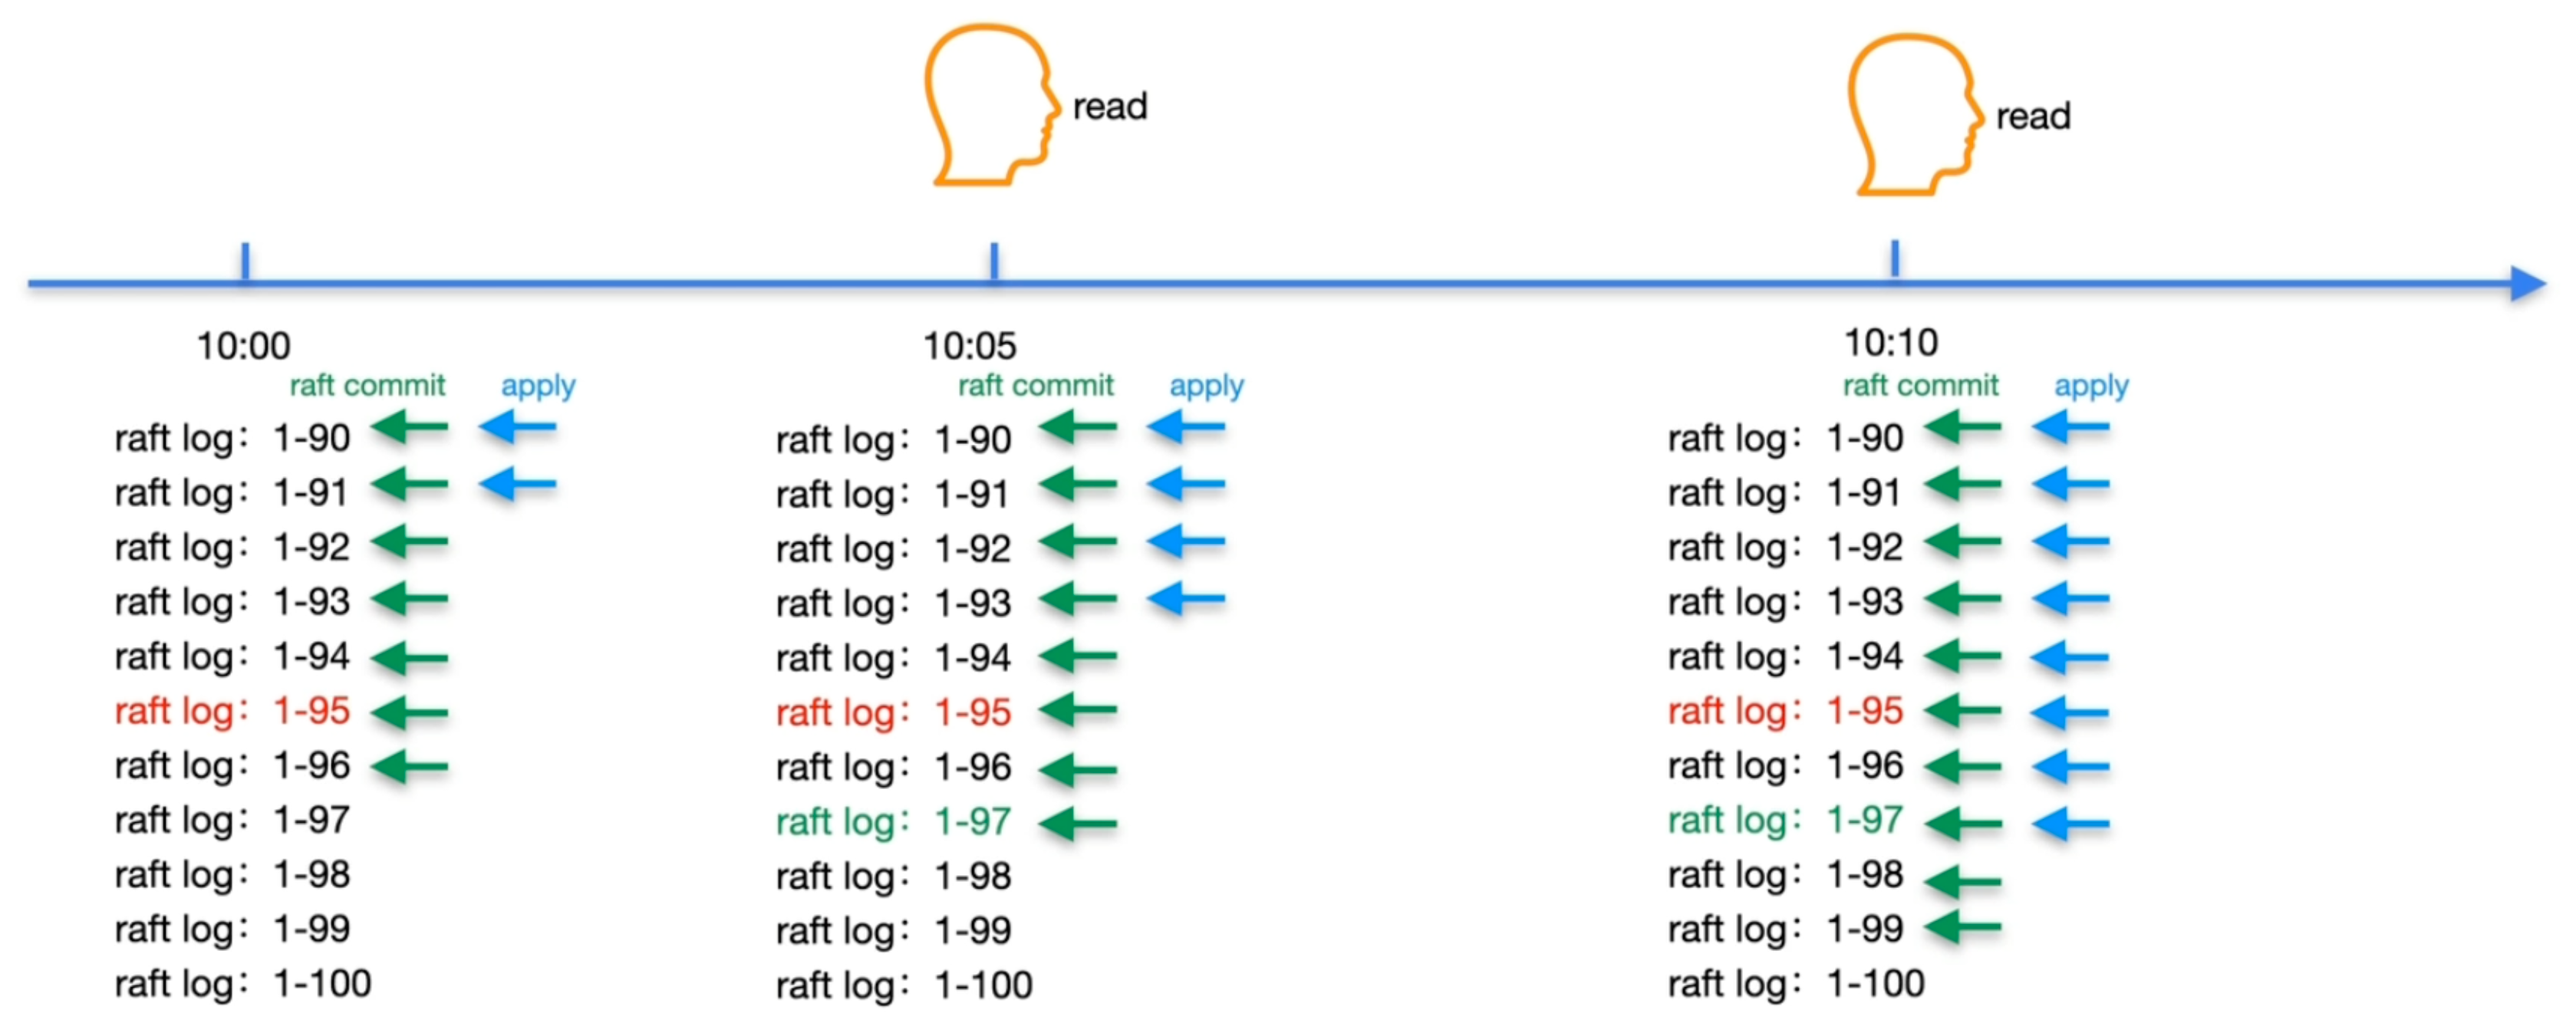 read
read
10:00
raft commit apply
raft log： 1-90
raft log： 1-91
raft log： 1-92
raft log： 1-93
raft log： 1-94
raft log： 1-95
raft log： 1-96
raft log： 1-97
raft log： 1-98
raft log： 1-99
raft log： 1-100
10:05
raft commit apply
raft log： 1-90
raft log： 1-91
raft log： 1-92
raft log： 1-93
raft log： 1-94
raft log： 1-95
raft log： 1-96
raft log： 1-97
raft log： 1-98
raft log： 1-99
raft log： 1-100
10:10
raft commit apply
raft log： 1-90
raft log： 1-91
raft log： 1-92
raft log： 1-93
raft log： 1-94
raft log： 1-95
raft log： 1-96
raft log： 1-97
raft log： 1-98
raft log： 1-99
raft log： 1-100